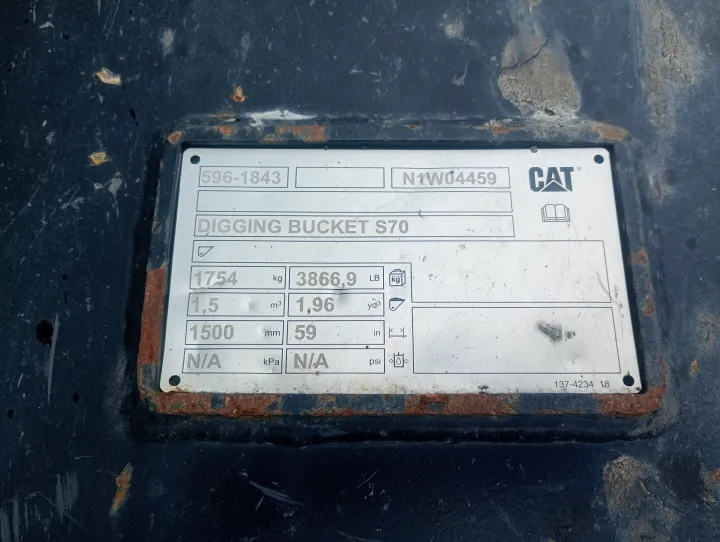 596-1843 N1W04459 CAT
DIGGING BUCKET S70
1754 kg 3866,9 LB kg
1,5 m³ 1,96 yd³
1500 mm 59 in
N/A kPa N/A psi
137-4234 18